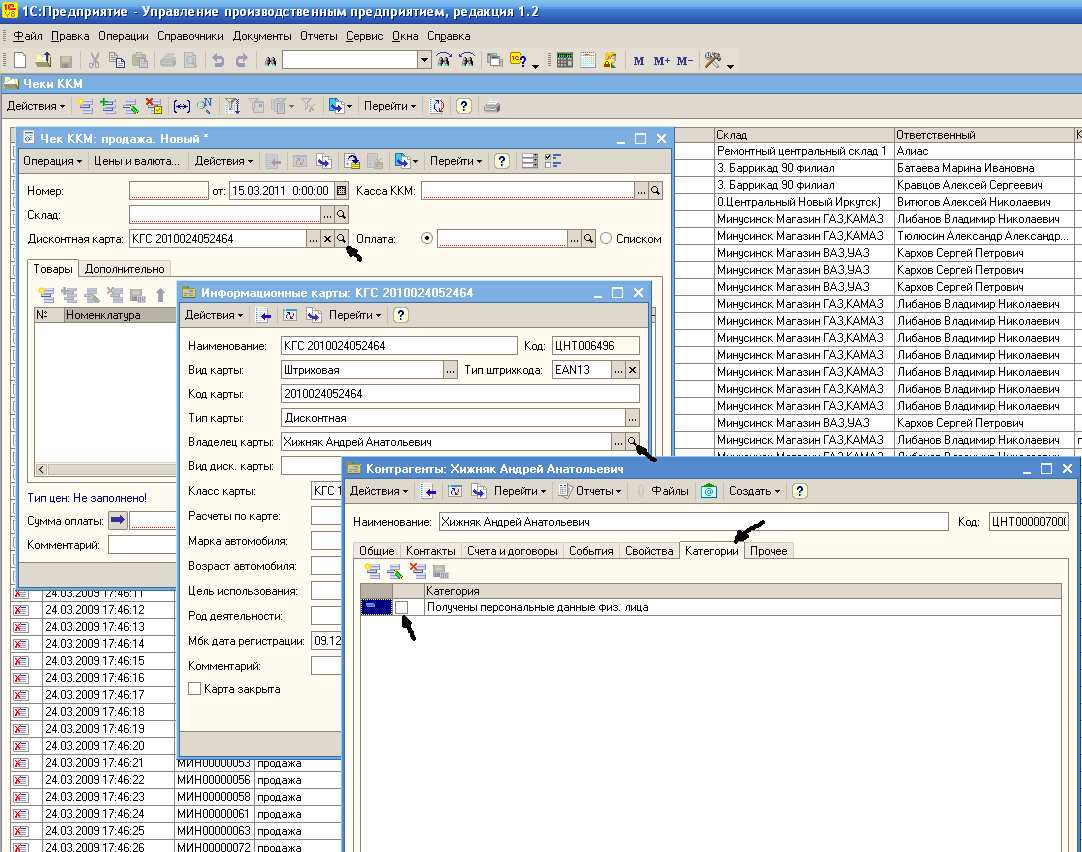 1С:Предприятие - Управление производственным предприятием, редакция 1.2
Файл Правка Операции Справочники Документы Отчеты Сервис Окна Справка
M M+ M-
Чеки ККМ
Действия Перейти
Склад Ответственный К
Ремонтный центральный склад 1 Алиас
3. Баррикад 90 филиал Батаева Марина Ивановна
3. Баррикад 90 филиал Кравцов Алексей Сергеевич
0.Центральный Новый Иркутск) Витюгов Алексей Николаевич
Минусинск Магазин ГАЗ,КАМАЗ Либанов Владимир Николаевич
Минусинск Магазин ГАЗ,КАМАЗ Тюлюсин Александр Александр...
Минусинск Магазин ВАЗ,УАЗ Кархов Сергей Петрович
Минусинск Магазин ВАЗ,УАЗ Кархов Сергей Петрович
Минусинск Магазин ВАЗ,УАЗ Кархов Сергей Петрович
Минусинск Магазин ГАЗ,КАМАЗ Либанов Владимир Николаевич
Минусинск Магазин ГАЗ,КАМАЗ Либанов Владимир Николаевич
Минусинск Магазин ГАЗ,КАМАЗ Либанов Владимир Николаевич
Минусинск Магазин ГАЗ,КАМАЗ Либанов Владимир Николаевич
Минусинск Магазин ГАЗ,КАМАЗ Либанов Владимир Николаевич
Минусинск Магазин ГАЗ,КАМАЗ Либанов Владимир Николаевич
Минусинск Магазин ГАЗ,КАМАЗ Либанов Владимир Николаевич
Минусинск Магазин ВАЗ,УАЗ Кархов Сергей Петрович
Минусинск Магазин ГАЗ,КАМАЗ Либанов Владимир Николаевич
Чек ККМ: продажа. Новый *
Операция Цены и валюта... Действия Перейти
Номер: от: 15.03.2011 0:00:00 Касса ККМ:
Склад:
Дисконтная карта: КГС 2010024052464 Оплата: Списком
Товары Дополнительно
№ Номенклатура
Тип цен: Не заполнено!
Сумма оплаты:
Комментарий:
Информационные карты: КГС 2010024052464
Действия Перейти
Наименование: КГС 2010024052464 Код: ЦНТ006496
Вид карты: Штриховая Тип штрихкода: EAN13
Код карты: 2010024052464
Тип карты: Дисконтная
Владелец карты: Хижняк Андрей Анатольевич
Вид диск. карты:
Класс карты: КГС 1
Расчеты по карте:
Марка автомобиля:
Возраст автомобиля:
Цель использования:
Род деятельности:
Мбк дата регистрации: 09.12
Комментарий:
Карта закрыта
Контрагенты: Хижняк Андрей Анатольевич
Действия Перейти Отчеты Файлы Создать
Наименование: Хижняк Андрей Анатольевич Код: ЦНТ00000700(
Общие Контакты Счета и договоры События Свойства Категории Прочее
Категория
Получены персональные данные физ. лица
24.03.2009 17:46:11
24.03.2009 17:46:12
24.03.2009 17:46:13
24.03.2009 17:46:14
24.03.2009 17:46:15
24.03.2009 17:46:16
24.03.2009 17:46:17
24.03.2009 17:46:18
24.03.2009 17:46:19
24.03.2009 17:46:20
24.03.2009 17:46:21 МИН00000053 продажа
24.03.2009 17:46:22 МИН00000056 продажа
24.03.2009 17:46:23 МИН00000058 продажа
24.03.2009 17:46:24 МИН00000061 продажа
24.03.2009 17:46:25 МИН00000063 продажа
24.03.2009 17:46:26 МИН00000072 продажа